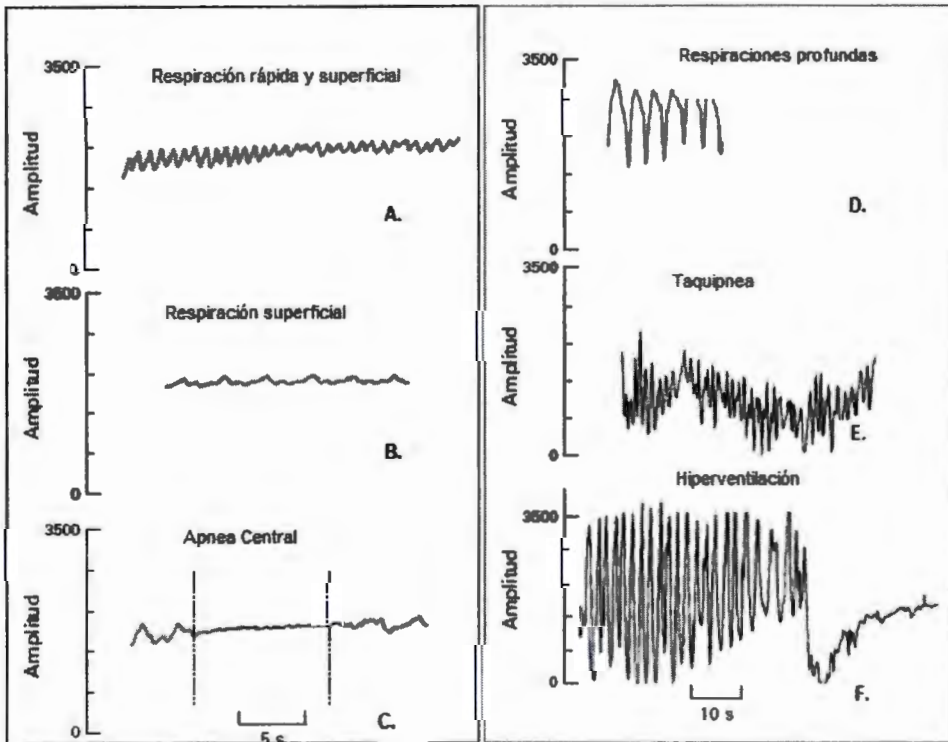 3500
Respiración rápida y superficial
Amplitud
A.
0
3500
Respiración superficial
Amplitud
B.
0
3500
Apnea Central
Amplitud
C.
0
5 s
3500
Respiraciones profundas
Amplitud
D.
0
3500
Taquipnea
Amplitud
E.
0
Hiperventilación
3500
Amplitud
0
F.
10 s